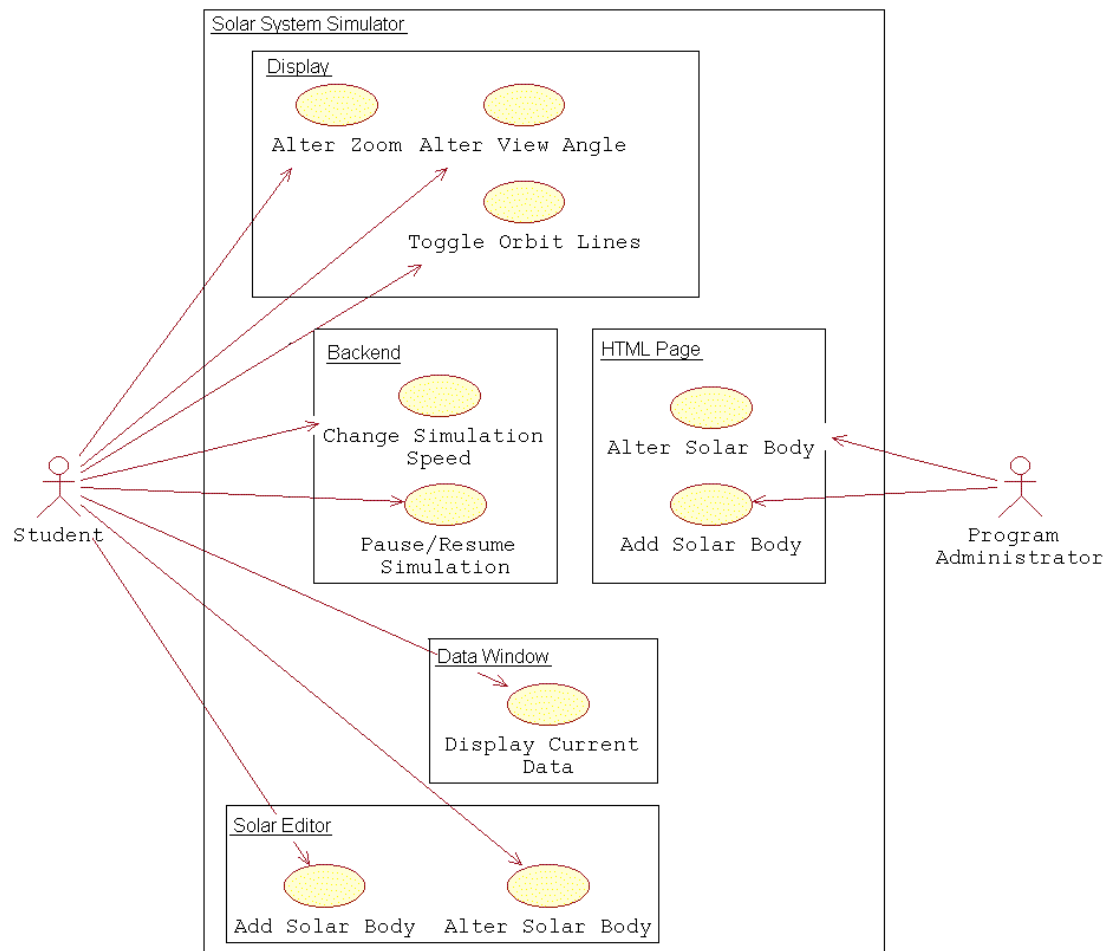 Solar System Simulator
Display
Alter Zoom
Alter View Angle
Toggle Orbit Lines
Backend
Change Simulation
Speed
Pause/Resume
Simulation
HTML Page
Alter Solar Body
Add Solar Body
Student
Program
Administrator
Data Window
Display Current
Data
Solar Editor
Add Solar Body
Alter Solar Body